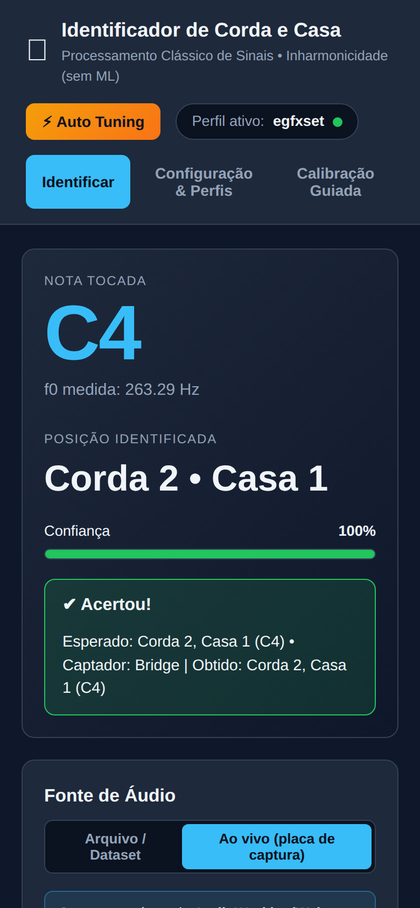 Identificador de Corda e Casa
Processamento Clássico de Sinais • Inharmonicidade
(sem ML)
⚡ Auto Tuning
Perfil ativo: egfxset
Identificar
Configuração
& Perfis
Calibração
Guiada
NOTA TOCADA
C4
f0 medida: 263.29 Hz
POSIÇÃO IDENTIFICADA
Corda 2 • Casa 1
Confiança 100%
✔ Acertou!
Esperado: Corda 2, Casa 1 (C4) •
Captador: Bridge | Obtido: Corda 2, Casa
1 (C4)
Fonte de Áudio
Arquivo /
Dataset
Ao vivo (placa de
captura)